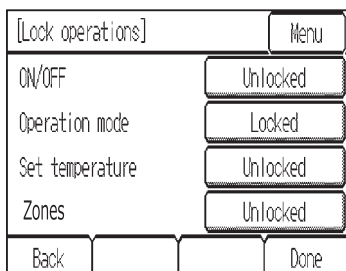 [Lock operations] Menu
ON/OFF Unlocked
Operation mode Locked
Set temperature Unlocked
Zones Unlocked
Back Done